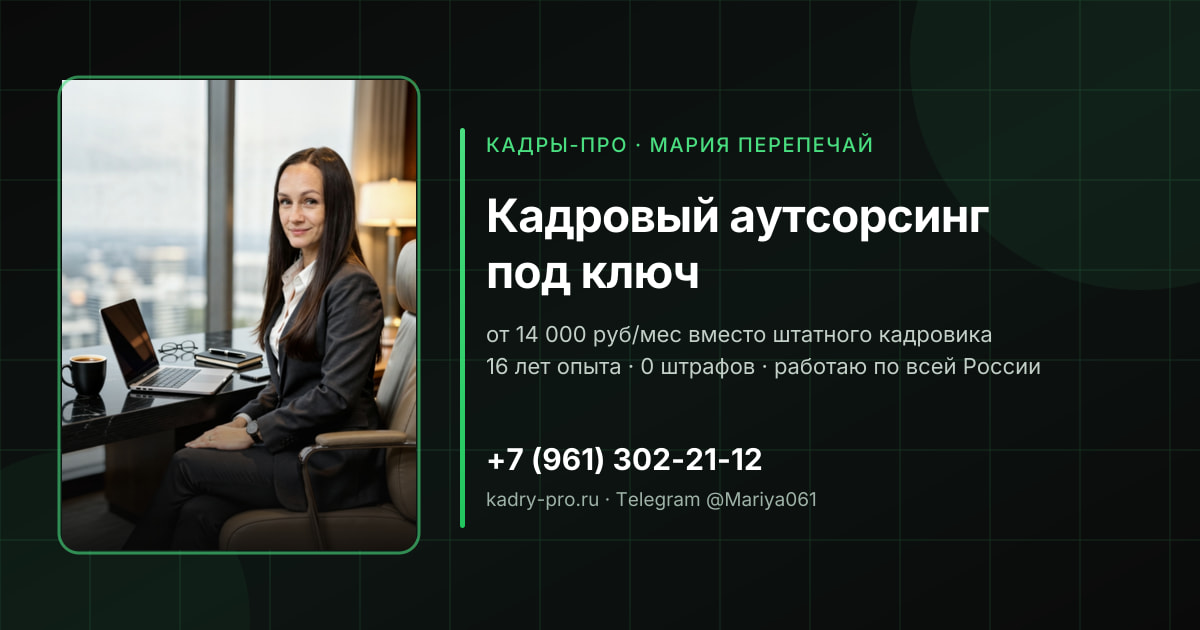 КАДРЫ-ПРО · МАРИЯ ПЕРЕПЕЧАЙ
Кадровый аутсорсинг
под ключ
от 14 000 руб/мес вместо штатного кадровика
16 лет опыта · 0 штрафов · работаю по всей России
+7 (961) 302-21-12
kadry-pro.ru · Telegram @Mariya061